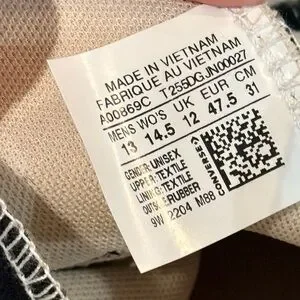 MADE IN VIETNAM
FABRIQUE AU VIETNAM
A00869C T255DGJN00027
MENS WO'S UK EUR CM
13 14.5 12 47.5 31
GENDER:UNISEX
UPPER:TEXTILE
LINING:TEXTILE
OUTSOLE:RUBBER
9W 2204 M88
CONVERSE